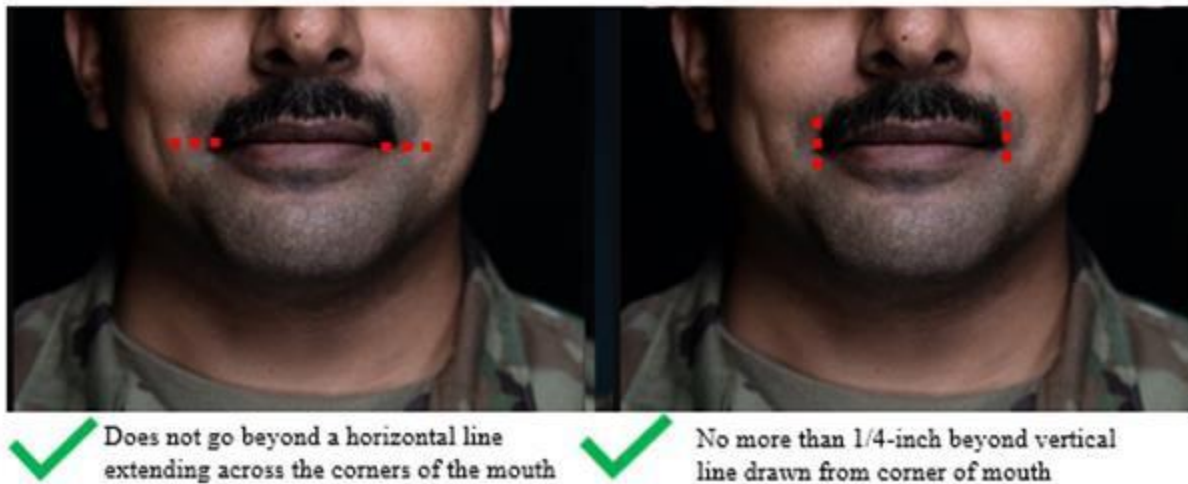 Does not go beyond a horizontal line
extending across the corners of the mouth
No more than 1/4-inch beyond vertical
line drawn from corner of mouth